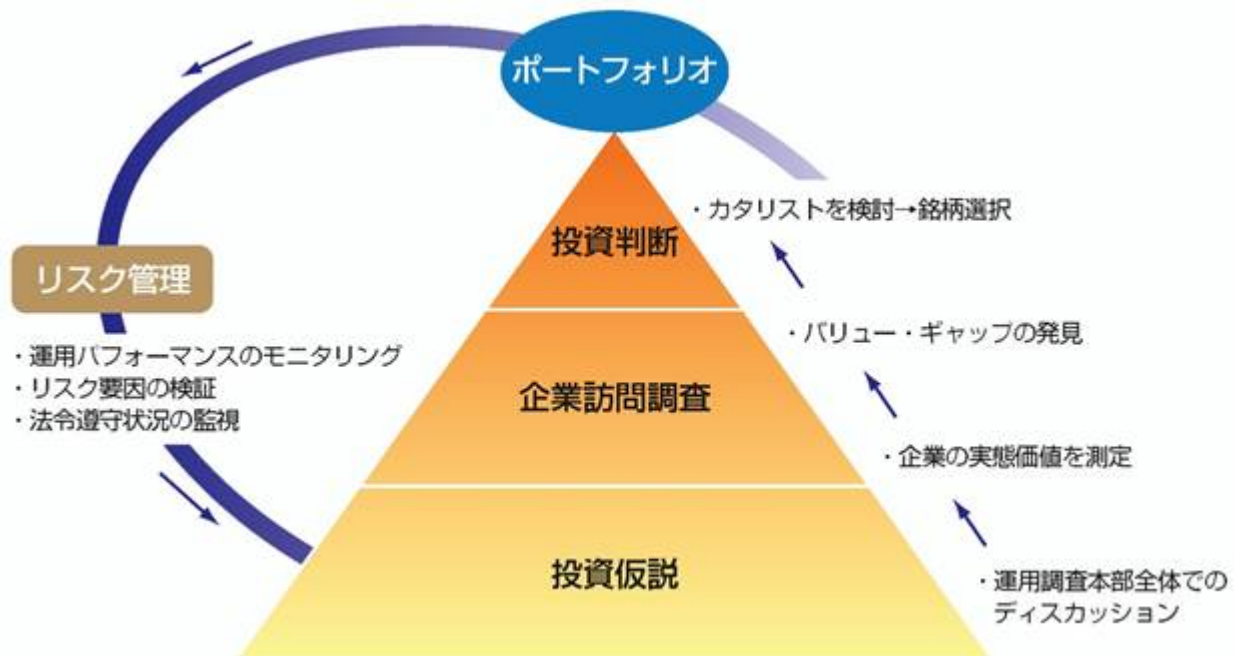 ポートフォリオ
・カタリストを検討→銘柄選択
投資判断
リスク管理
・バリュー・ギャップの発見
・運用パフォーマンスのモニタリング
・リスク要因の検証
・法令遵守状況の監視
企業訪問調査
・企業の実態価値を測定
投資仮説
・運用調査本部全体での
ディスカッション